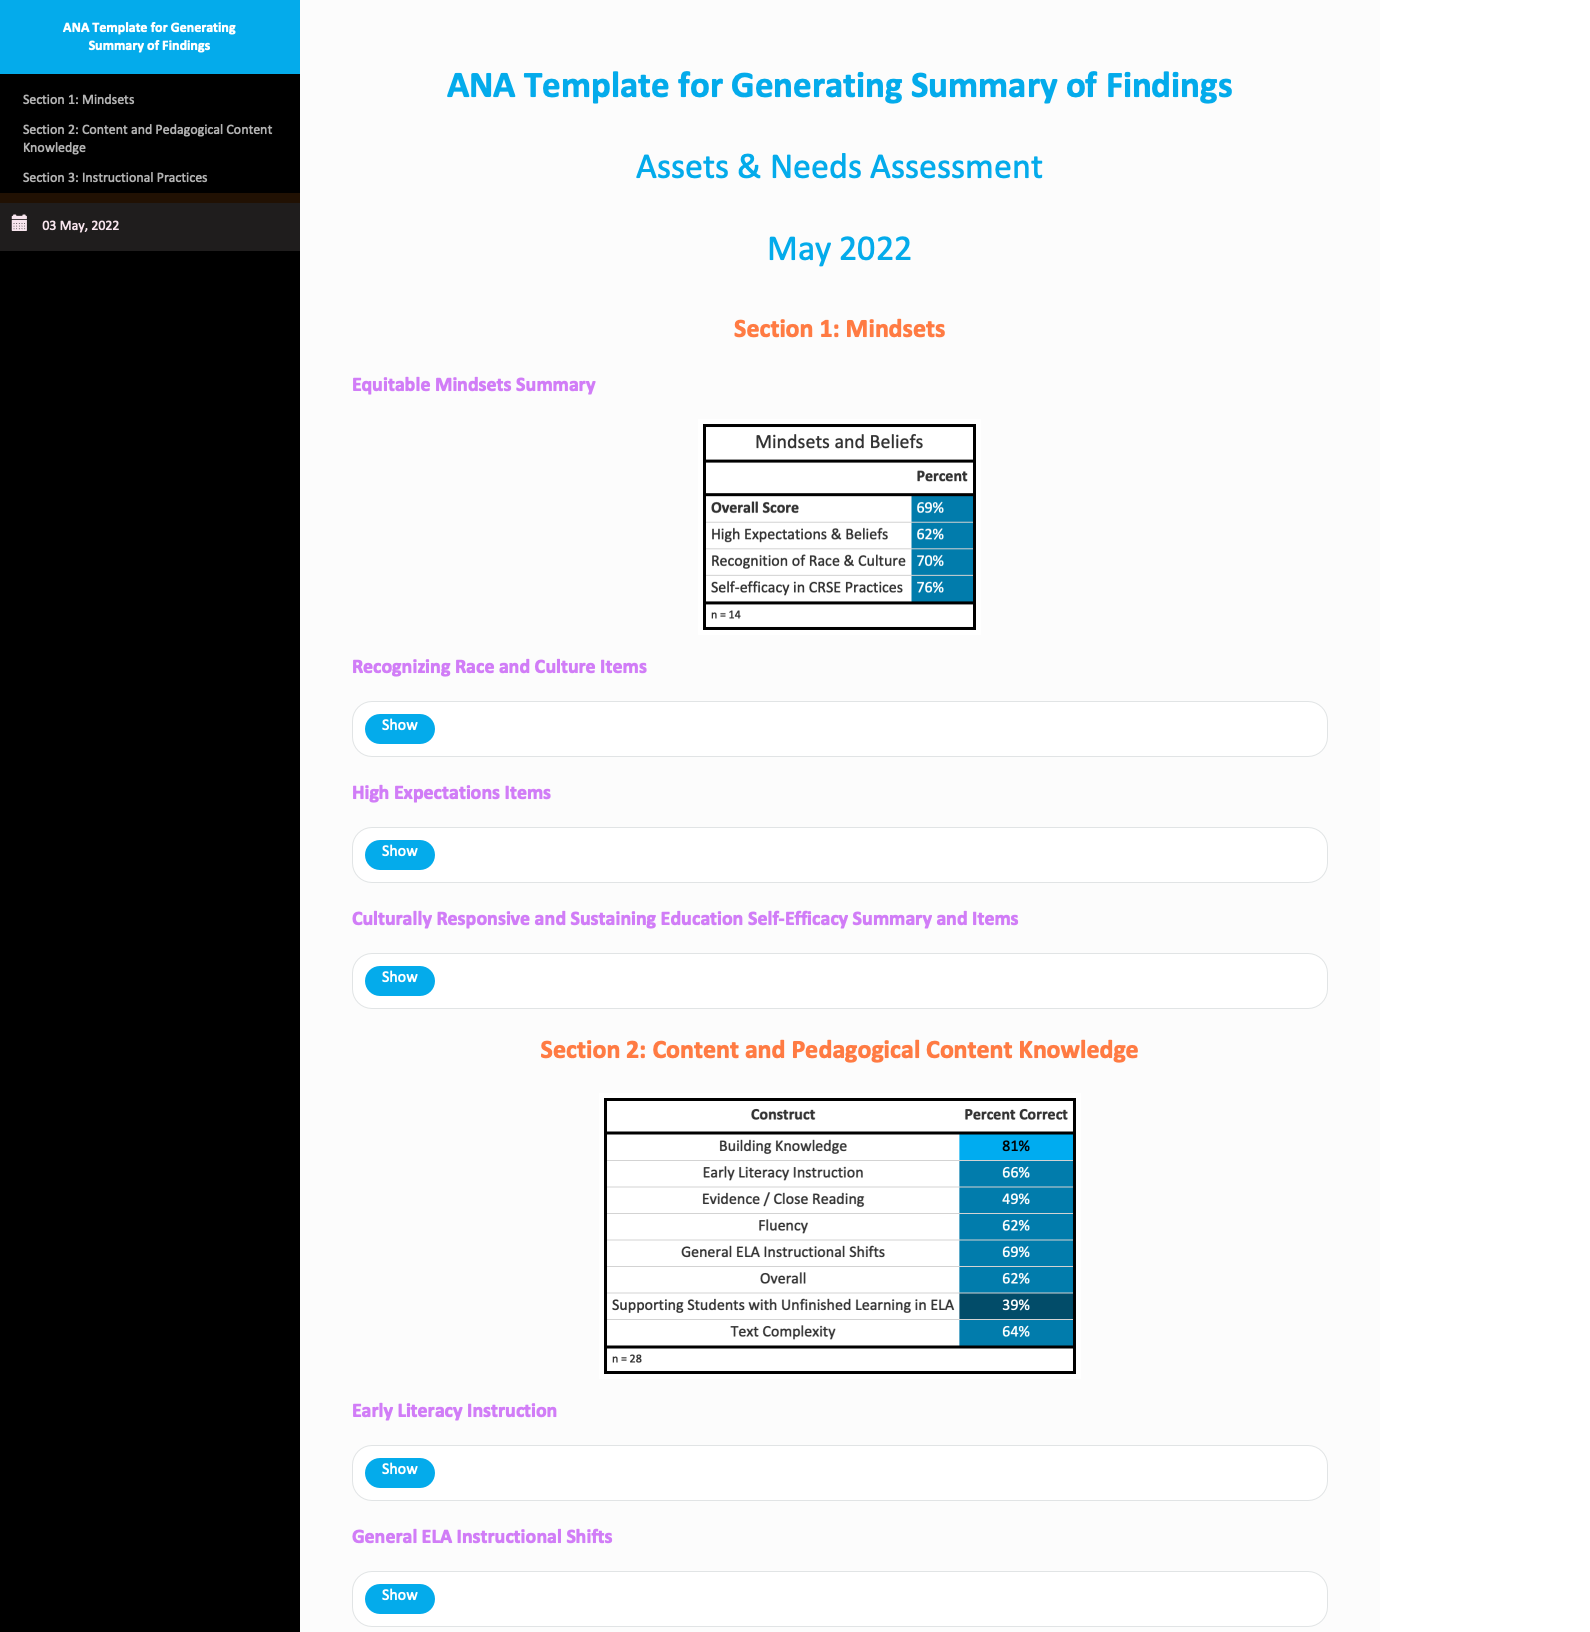 ANA Template for Generating
Summary of Findings
Section 1: Mindsets
Section 2: Content and Pedagogical Content
Knowledge
Section 3: Instructional Practices
03 May, 2022
ANA Template for Generating Summary of Findings
Assets & Needs Assessment
May 2022
Section 1: Mindsets
Equitable Mindsets Summary
Mindsets and Beliefs
Percent
Overall Score 69%
High Expectations & Beliefs 62%
Recognition of Race & Culture 70%
Self-efficacy in CRSE Practices 76%
n = 14
Recognizing Race and Culture Items
Show
High Expectations Items
Show
Culturally Responsive and Sustaining Education Self-Efficacy Summary and Items
Show
Section 2: Content and Pedagogical Content Knowledge
Construct Percent Correct
Building Knowledge 81%
Early Literacy Instruction 66%
Evidence / Close Reading 49%
Fluency 62%
General ELA Instructional Shifts 69%
Overall 62%
Supporting Students with Unfinished Learning in ELA 39%
Text Complexity 64%
n = 28
Early Literacy Instruction
Show
General ELA Instructional Shifts
Show